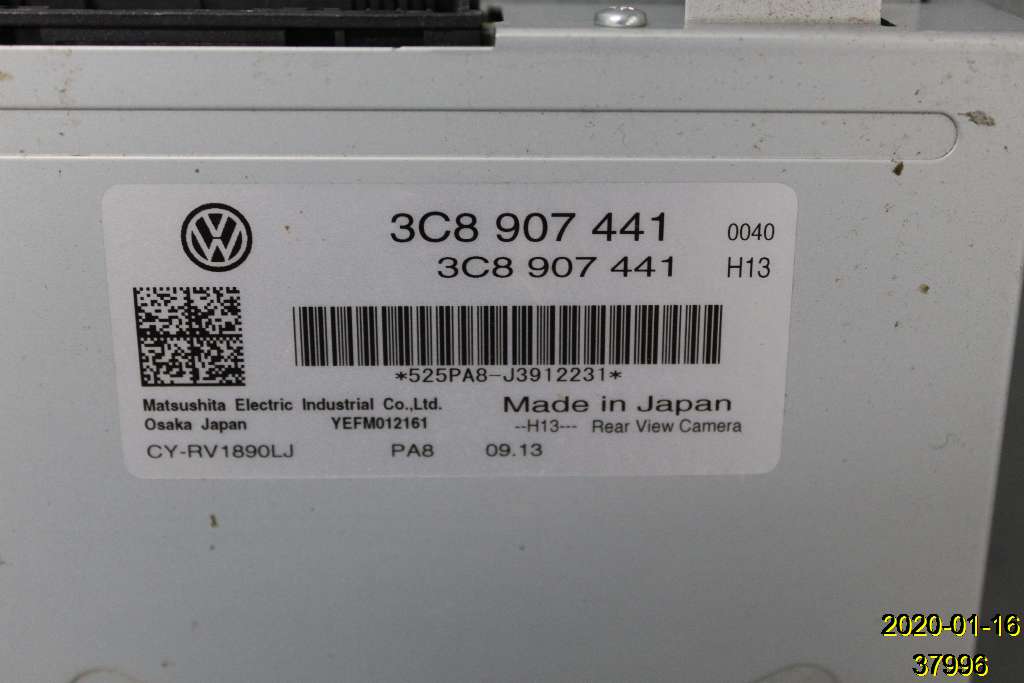 3C8 907 441 0040
3C8 907 441 H13
*525PA8-J3912231*
Matsushita Electric Industrial Co.,Ltd. Made in Japan
Osaka Japan YEFM012161 --H13--- Rear View Camera
CY-RV1890LJ PA8 09.13
2020-01-16
37996